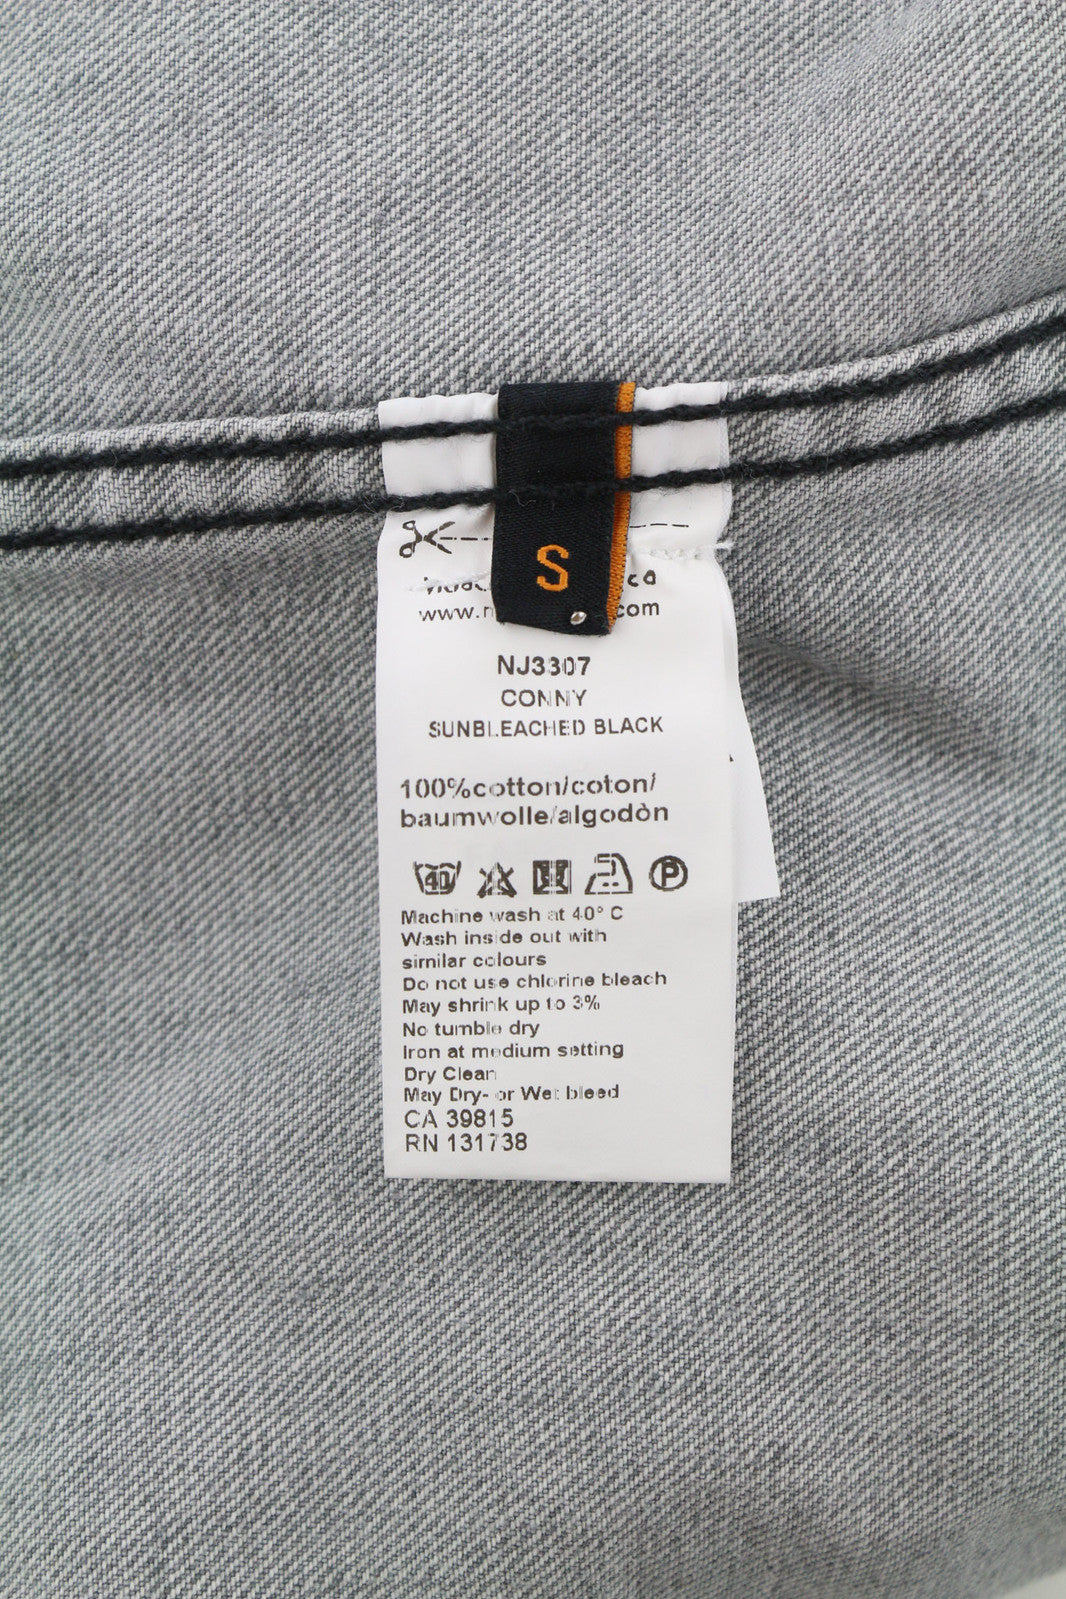 S
NJ3307
CONNY
SUNBLEACHED BLACK
100%cotton/coton/
baumwolle/algodòn
40 P
Machine wash at 40° C
Wash inside out with
similar colours
Do not use chlorine bleach
May shrink up to 3%
No tumble dry
Iron at medium setting
Dry Clean
May Dry- or Wet bleed
CA 39815
RN 131738